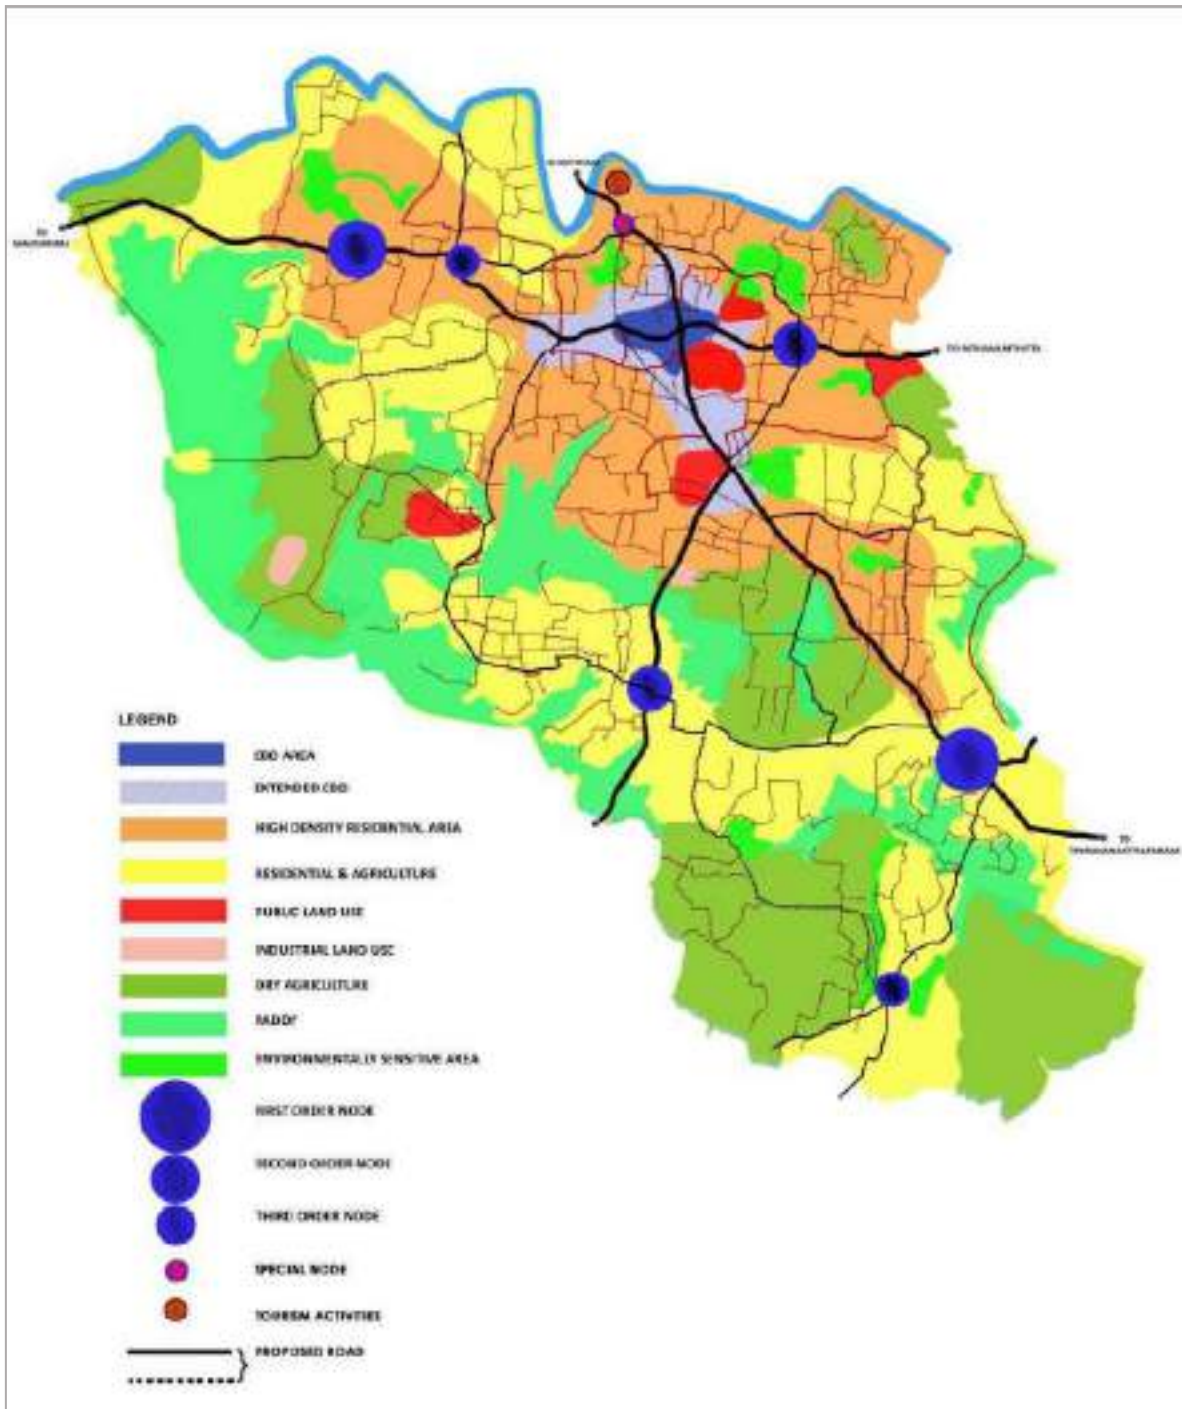 TO
LEGEND
CBD AREA
EXTENDED CBD
HIGH DENSITY RESIDENTIAL AREA
RESIDENTIAL & AGRICULTURE
PUBLIC LAND USE
INDUSTRIAL LAND USE
DRY AGRICULTURE
PADDY
ENVIRONMENTALLY SENSITIVE AREA
FIRST ORDER NODE
SECOND ORDER NODE
THIRD ORDER NODE
SPECIAL NODE
TOURISM ACTIVITIES
PROPOSED ROAD
TO